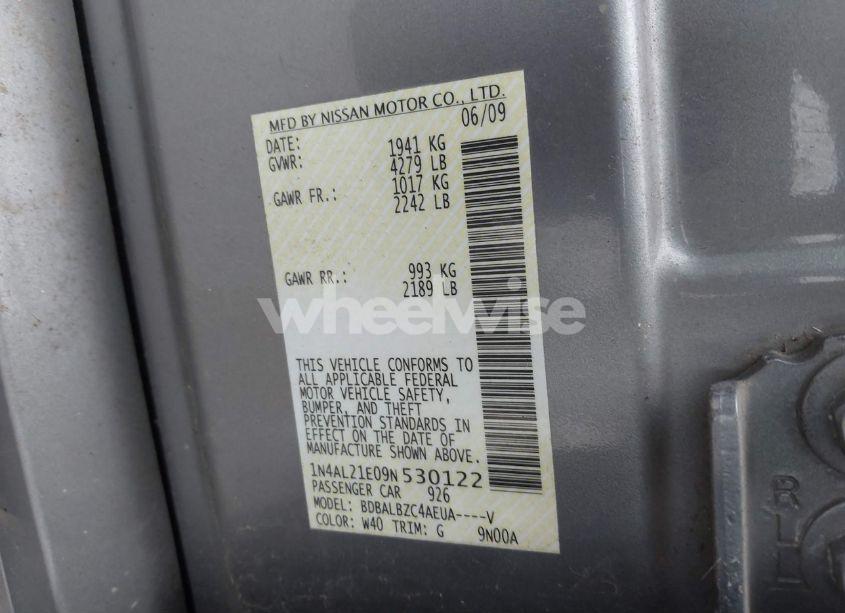 MFD BY NISSAN MOTOR CO., LTD.
DATE: 06/09
GVWR: 1941 KG
4279 LB
GAWR FR.: 1017 KG
2242 LB
GAWR RR.: 993 KG
2189 LB
wheelwise
THIS VEHICLE CONFORMS TO
ALL APPLICABLE FEDERAL
MOTOR VEHICLE SAFETY,
BUMPER, AND THEFT
PREVENTION STANDARDS IN
EFFECT ON THE DATE OF
MANUFACTURE SHOWN ABOVE.
1N4AL21E09N530122
PASSENGER CAR 926
MODEL: BDBALBZC4AEUA----V
COLOR: W40 TRIM: G 9N00A